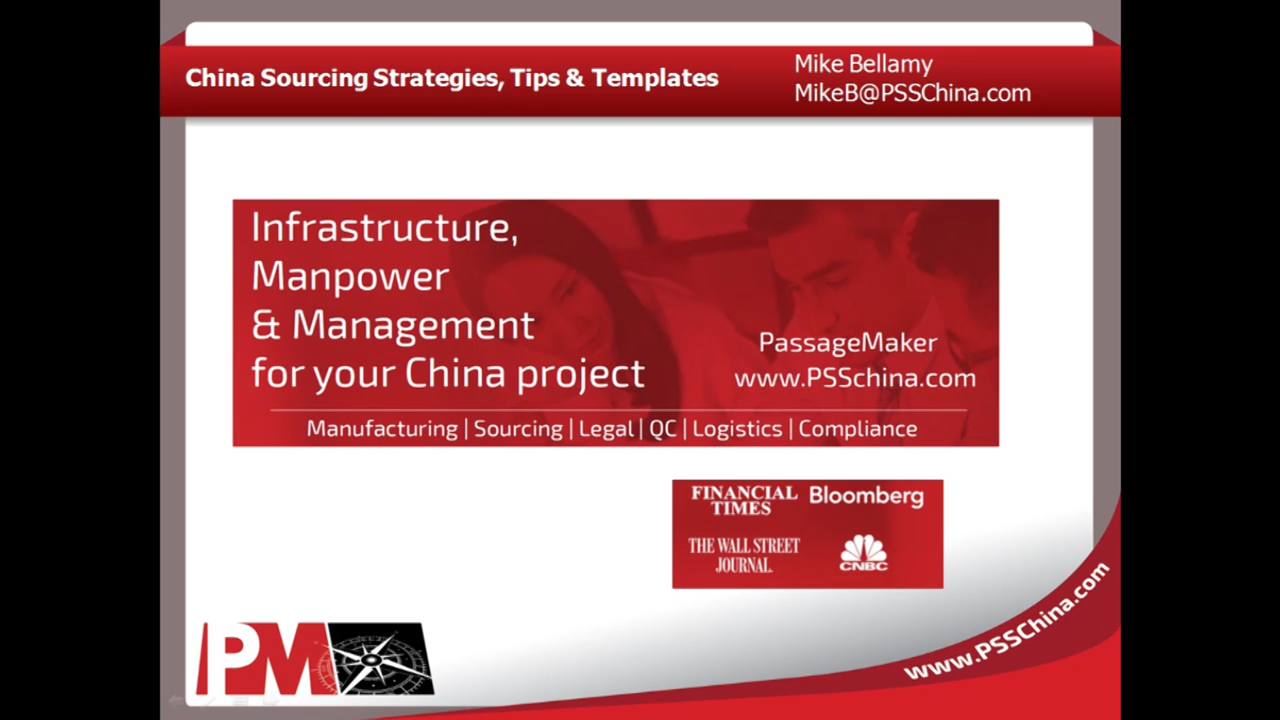 China Sourcing Strategies, Tips & Templates
Mike Bellamy
MikeB@PSSChina.com
Infrastructure,
Manpower
& Management
for your China project
PassageMaker
www.PSSchina.com
Manufacturing | Sourcing | Legal | QC | Logistics | Compliance
FINANCIAL
TIMES
Bloomberg
THE WALL STREET
JOURNAL.
CNBC
PM
www.PSSChina.com